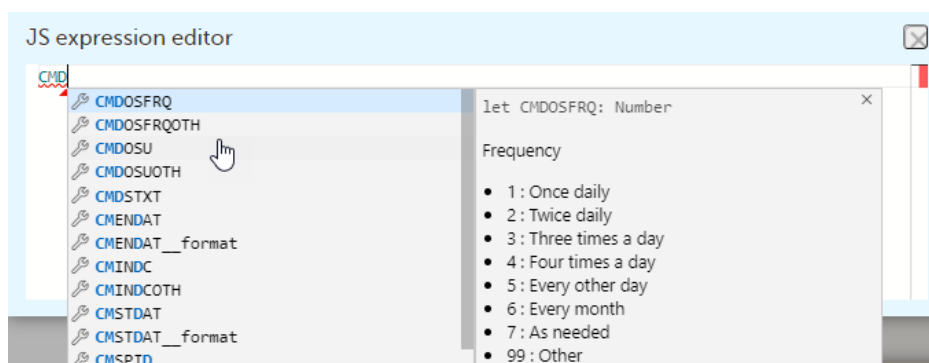 JS expression editor
CMD
CMDOSFRQ
CMDOSFRQOTH
CMDOSU
CMDOSUOTH
CMDSTXT
CMENDAT
CMENDAT__format
CMINDC
CMINDCOTH
CMSTDAT
CMSTDAT__format
CMSPID
let CMDOSFRQ: Number
Frequency
1 : Once daily
2 : Twice daily
3 : Three times a day
4 : Four times a day
5 : Every other day
6 : Every month
7 : As needed
99 : Other